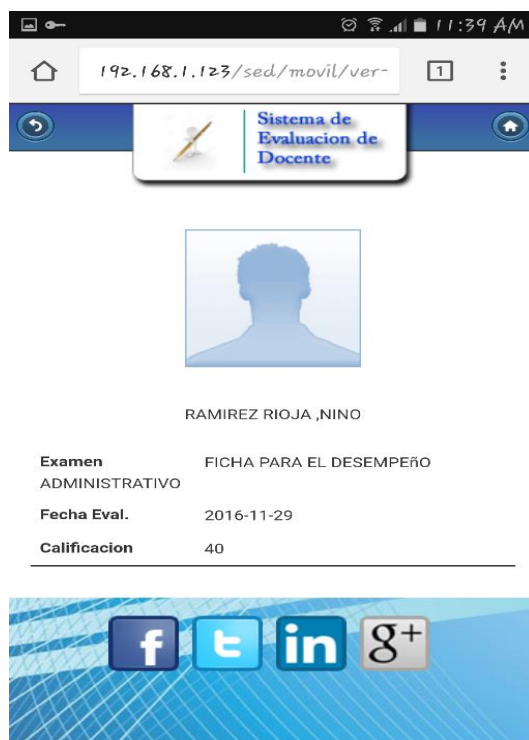 11:39 AM
192.168.1.123/sed/movil/ver-
1
Sistema de
Evaluacion de
Docente
RAMIREZ RIOJA ,NINO
Examen FICHA PARA EL DESEMPEñO
ADMINISTRATIVO
Fecha Eval. 2016-11-29
Calificacion 40
f t in g+